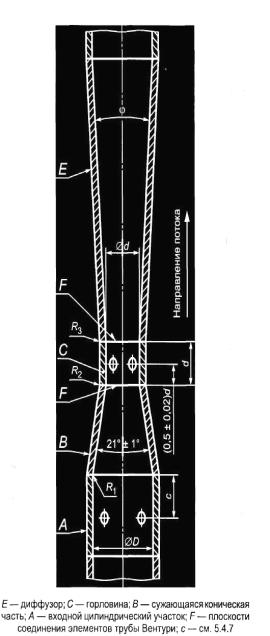 φ
E
Ød
Направление потока
F
R3
C
d
R2
F
(0,5 ± 0,02)d
B
21° ± 1°
R1
A
c
ØD
E — диффузор; C — горловина; B — сужающаяся коническая
часть; A — входной цилиндрический участок; F — плоскости
соединения элементов трубы Вентури; c — см. 5.4.7